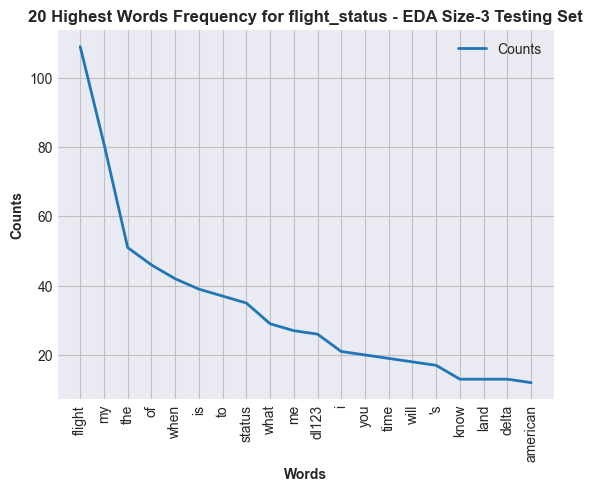 20 Highest Words Frequency for flight_status - EDA Size-3 Testing Set
Counts
100
80
60
40
20
Counts
flight
my
the
of
when
is
to
status
what
me
dl123
i
you
time
will
's
know
land
delta
american
Words